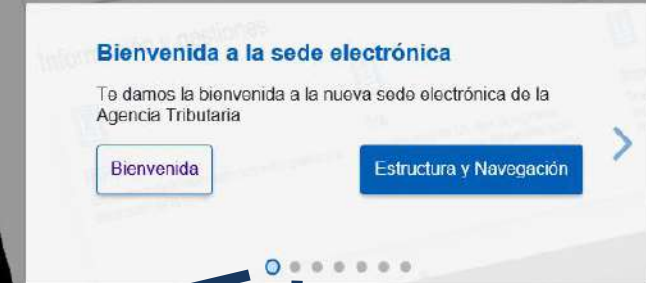 Bienvenida a la sede electrónica
Te damos la bienvenida a la nueva sede electrónica de la
Agencia Tributaria
Bienvenida
Estructura y Navegación